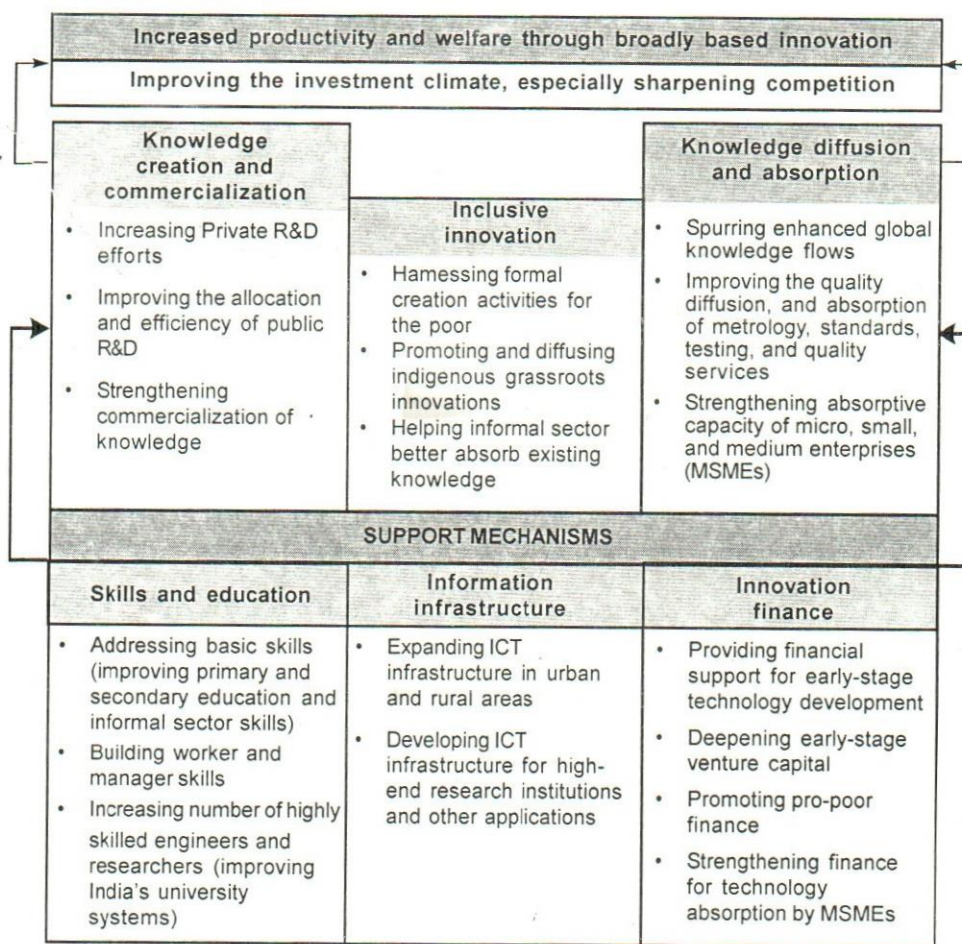 Increased productivity and welfare through broadly based innovation
Improving the investment climate, especially sharpening competition
Knowledge
creation and
commercialization
• Increasing Private R&D
efforts
• Improving the allocation
and efficiency of public
R&D
• Strengthening
commercialization of
knowledge
Inclusive
innovation
• Hamessing formal
creation activities for
the poor
• Promoting and diffusing
indigenous grassroots
innovations
• Helping informal sector
better absorb existing
knowledge
Knowledge diffusion
and absorption
• Spurring enhanced global
knowledge flows
• Improving the quality
diffusion, and absorption
of metrology, standards,
testing, and quality
services
• Strengthening absorptive
capacity of micro, small,
and medium enterprises
(MSMEs)
SUPPORT MECHANISMS
Skills and education
• Addressing basic skills
(improving primary and
secondary education and
informal sector skills)
• Building worker and
manager skills
• Increasing number of highly
skilled engineers and
researchers (improving
India's university
systems)
Information
infrastructure
• Expanding ICT
infrastructure in urban
and rural areas
• Developing ICT
infrastructure for high-
end research institutions
and other applications
Innovation
finance
• Providing financial
support for early-stage
technology development
• Deepening early-stage
venture capital
• Promoting pro-poor
finance
• Strengthening finance
for technology
absorption by MSMEs